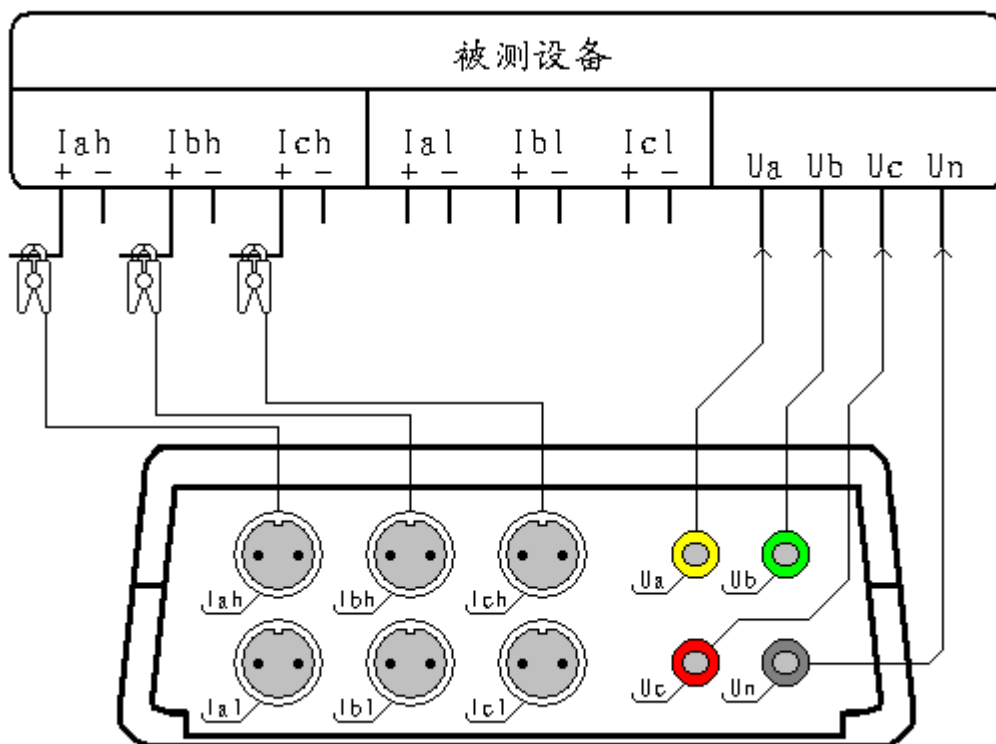 被测设备
Iah Ibh Ich Ial Ibl Icl
+ - + - + - + - + - + -
Ua Ub Uc Un
Iah Ibh Ich Ua Ub
Ial Ibl Icl Uc Un